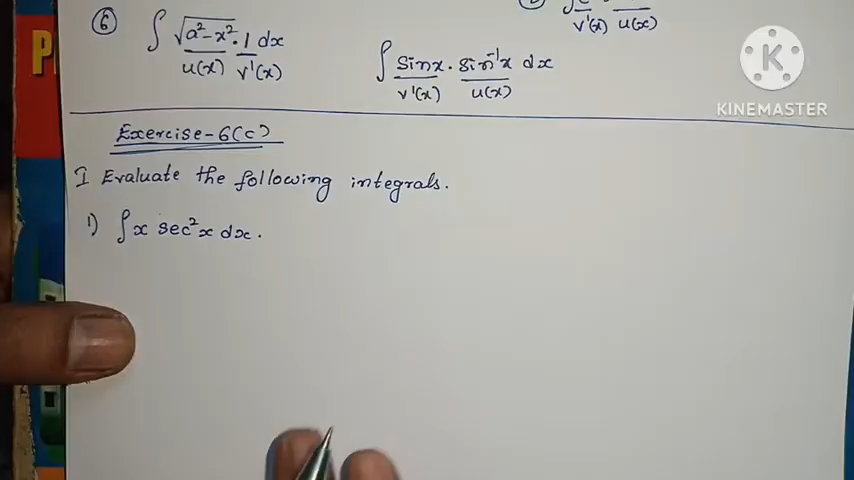 6 ∫ √a²-x² . 1 dx
u(x) v'(x)
v'(x) u(x)
∫ sinx . sin⁻¹x dx
v'(x) u(x)
K
KINEMASTER
Exercise-6(c)
I Evaluate the following integrals.
1) ∫ x sec²x dx.